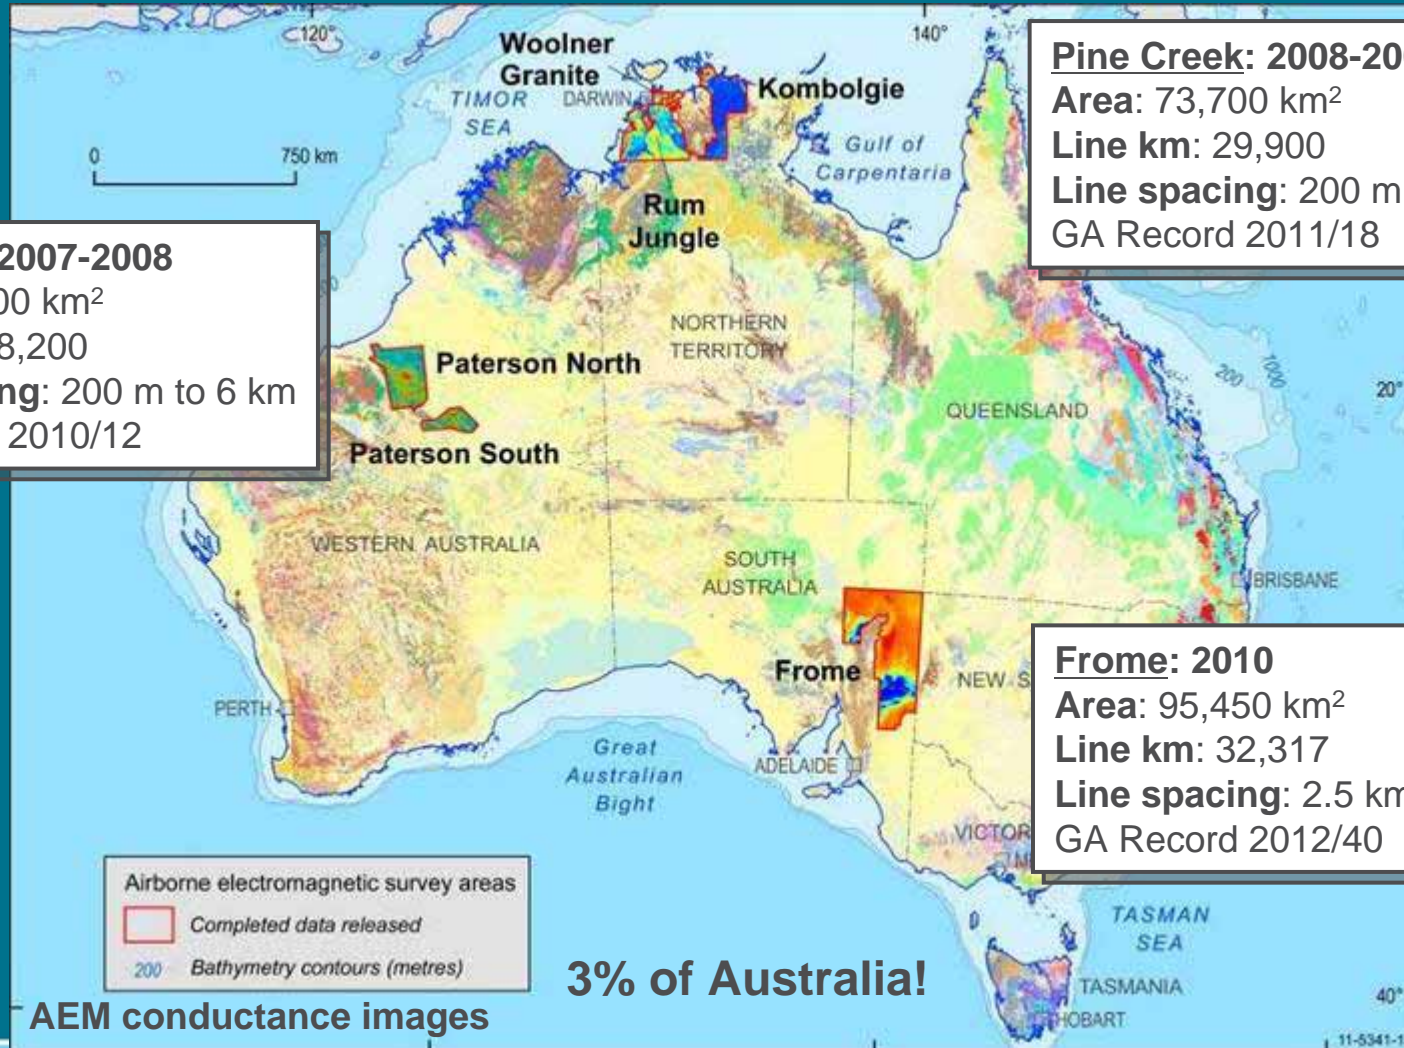 120°
140°
Woolner
Granite
DARWIN
Kombolgie
TIMOR
SEA
Gulf of
Carpentaria
0 750 km
Rum
Jungle
Pine Creek: 2008-20
Area: 73,700 km²
Line km: 29,900
Line spacing: 200 m
GA Record 2011/18
2007-2008
00 km²
8,200
ng: 200 m to 6 km
2010/12
NORTHERN
TERRITORY
Paterson North
Paterson South
QUEENSLAND
200
1000
20°
WESTERN AUSTRALIA
SOUTH
AUSTRALIA
BRISBANE
Frome
NEW S
PERTH
Great
Australian
Bight
ADELAIDE
Frome: 2010
Area: 95,450 km²
Line km: 32,317
Line spacing: 2.5 km
GA Record 2012/40
VICTOR
M
Airborne electromagnetic survey areas
Completed data released
200 Bathymetry contours (metres)
3% of Australia!
TASMAN
SEA
TASMANIA
HOBART
40°
AEM conductance images
11-5341-1